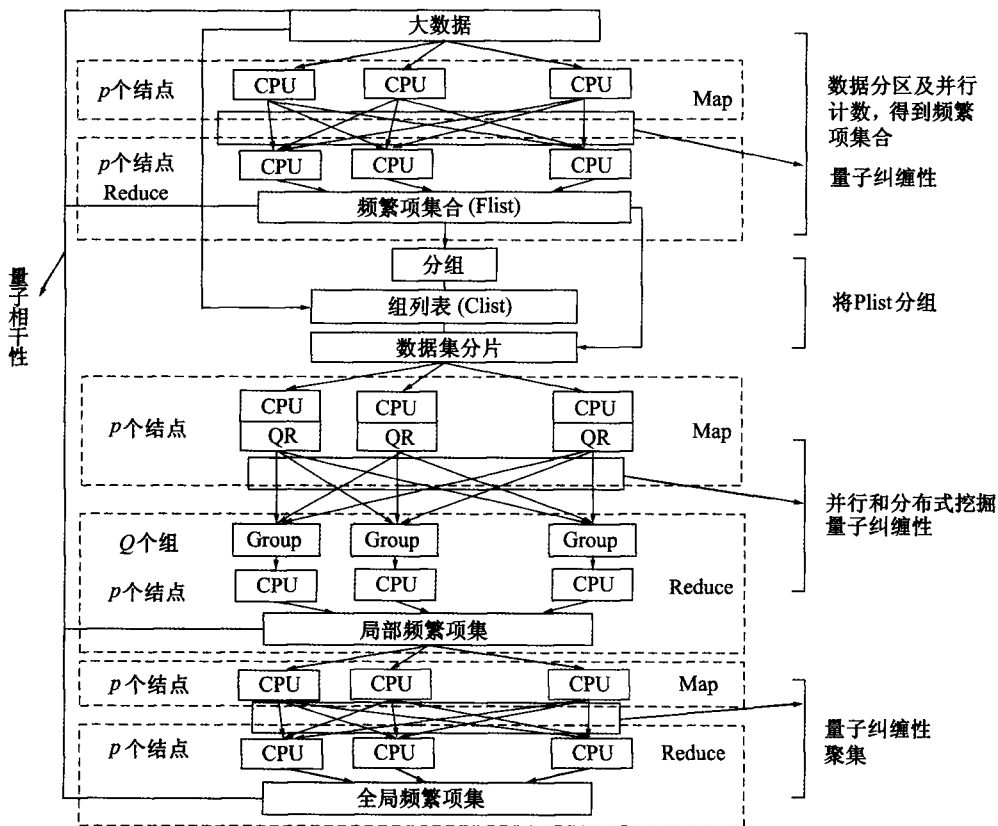 大数据
p个结点
CPU CPU CPU
Map
数据分区及并行
计数，得到频繁
项集合
p个结点
CPU CPU CPU
Reduce
量子纠缠性
频繁项集合 (Flist)
分组
组列表 (Clist)
将Plist分组
数据集分片
量子相干性
p个结点
CPU CPU CPU
QR QR QR
Map
并行和分布式挖掘
量子纠缠性
Q个组
Group Group Group
p个结点
CPU CPU CPU
Reduce
局部频繁项集
p个结点
CPU CPU CPU
Map
量子纠缠性
聚集
p个结点
CPU CPU CPU
Reduce
全局频繁项集